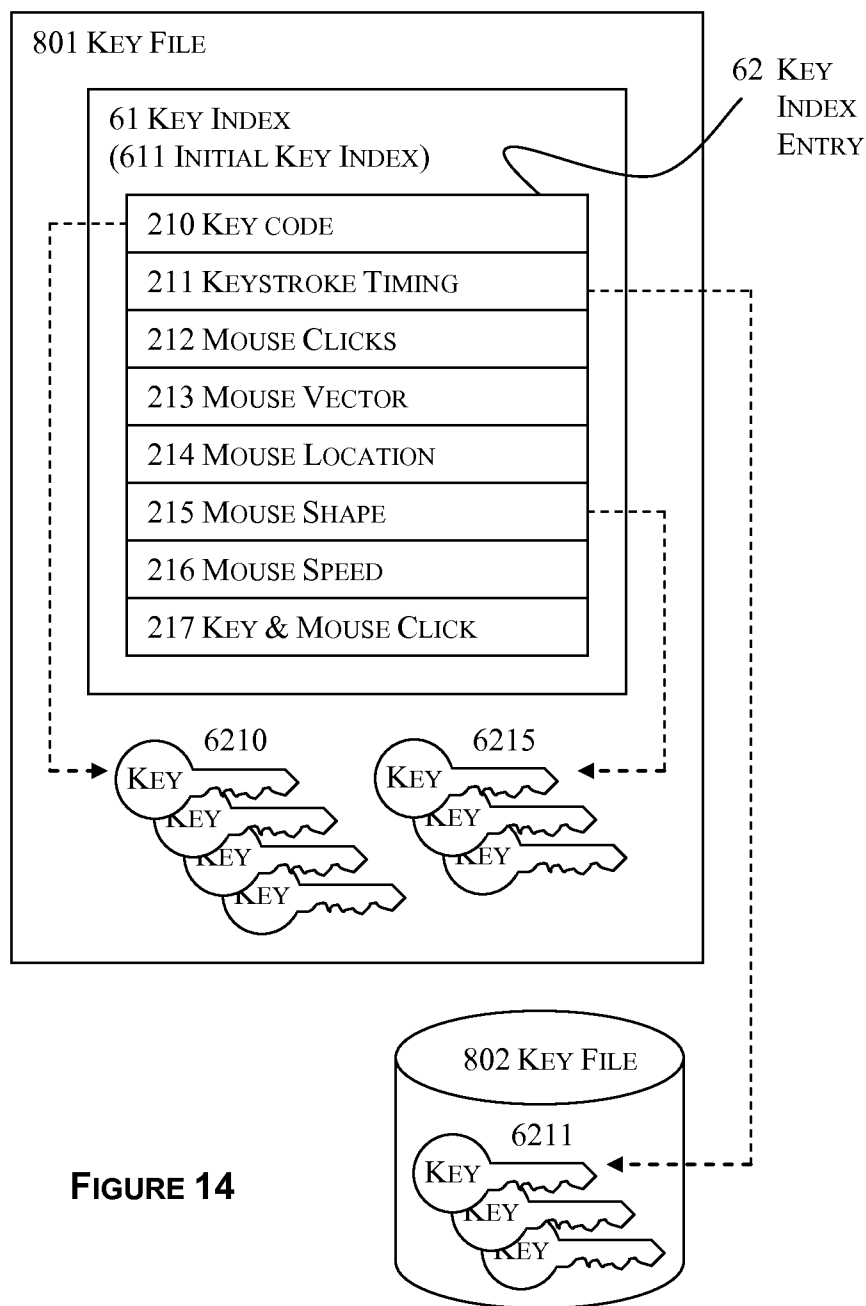 801 KEY FILE
62 KEY
INDEX
ENTRY
61 KEY INDEX
(611 INITIAL KEY INDEX)
210 KEY CODE
211 KEYSTROKE TIMING
212 MOUSE CLICKS
213 MOUSE VECTOR
214 MOUSE LOCATION
215 MOUSE SHAPE
216 MOUSE SPEED
217 KEY & MOUSE CLICK
6210
6215
KEY
KEY
KEY
KEY
KEY
KEY
KEY
802 KEY FILE
6211
KEY
KEY
KEY
FIGURE 14